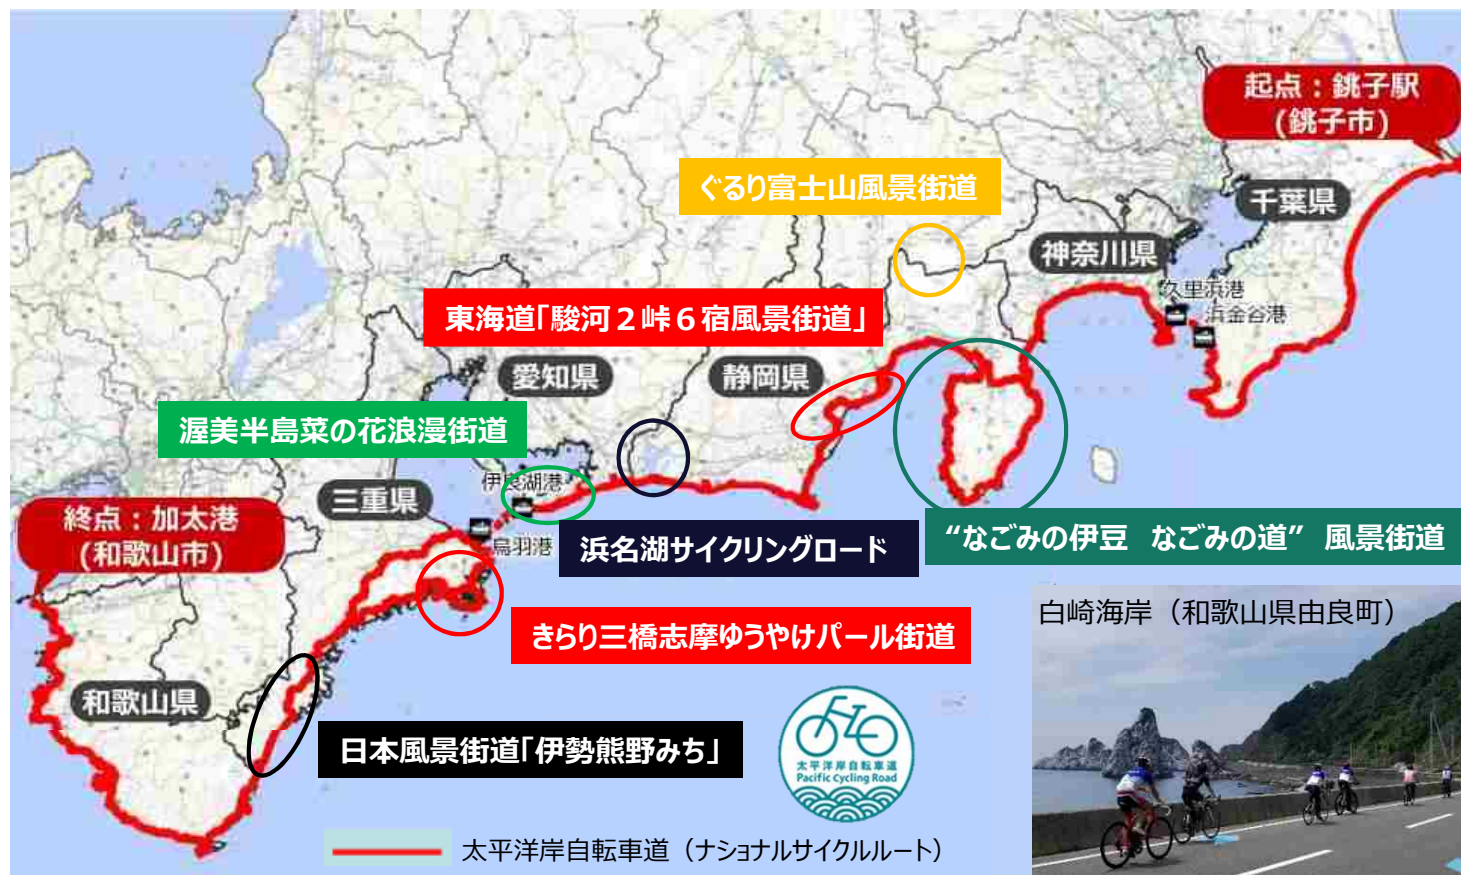 起点：銚子駅
(銚子市)
ぐるり富士山風景街道
千葉県
神奈川県
久里浜港
浜金谷港
東海道「駿河２峠６宿風景街道」
愛知県
静岡県
渥美半島菜の花浪漫街道
伊良湖港
三重県
終点：加太港
(和歌山市)
鳥羽港
浜名湖サイクリングロード
“なごみの伊豆 なごみの道” 風景街道
きらり三橋志摩ゆうやけパール街道
白崎海岸（和歌山県由良町）
和歌山県
日本風景街道「伊勢熊野みち」
太平洋岸自転車道
Pacific Cycling Road
太平洋岸自転車道（ナショナルサイクルルート）